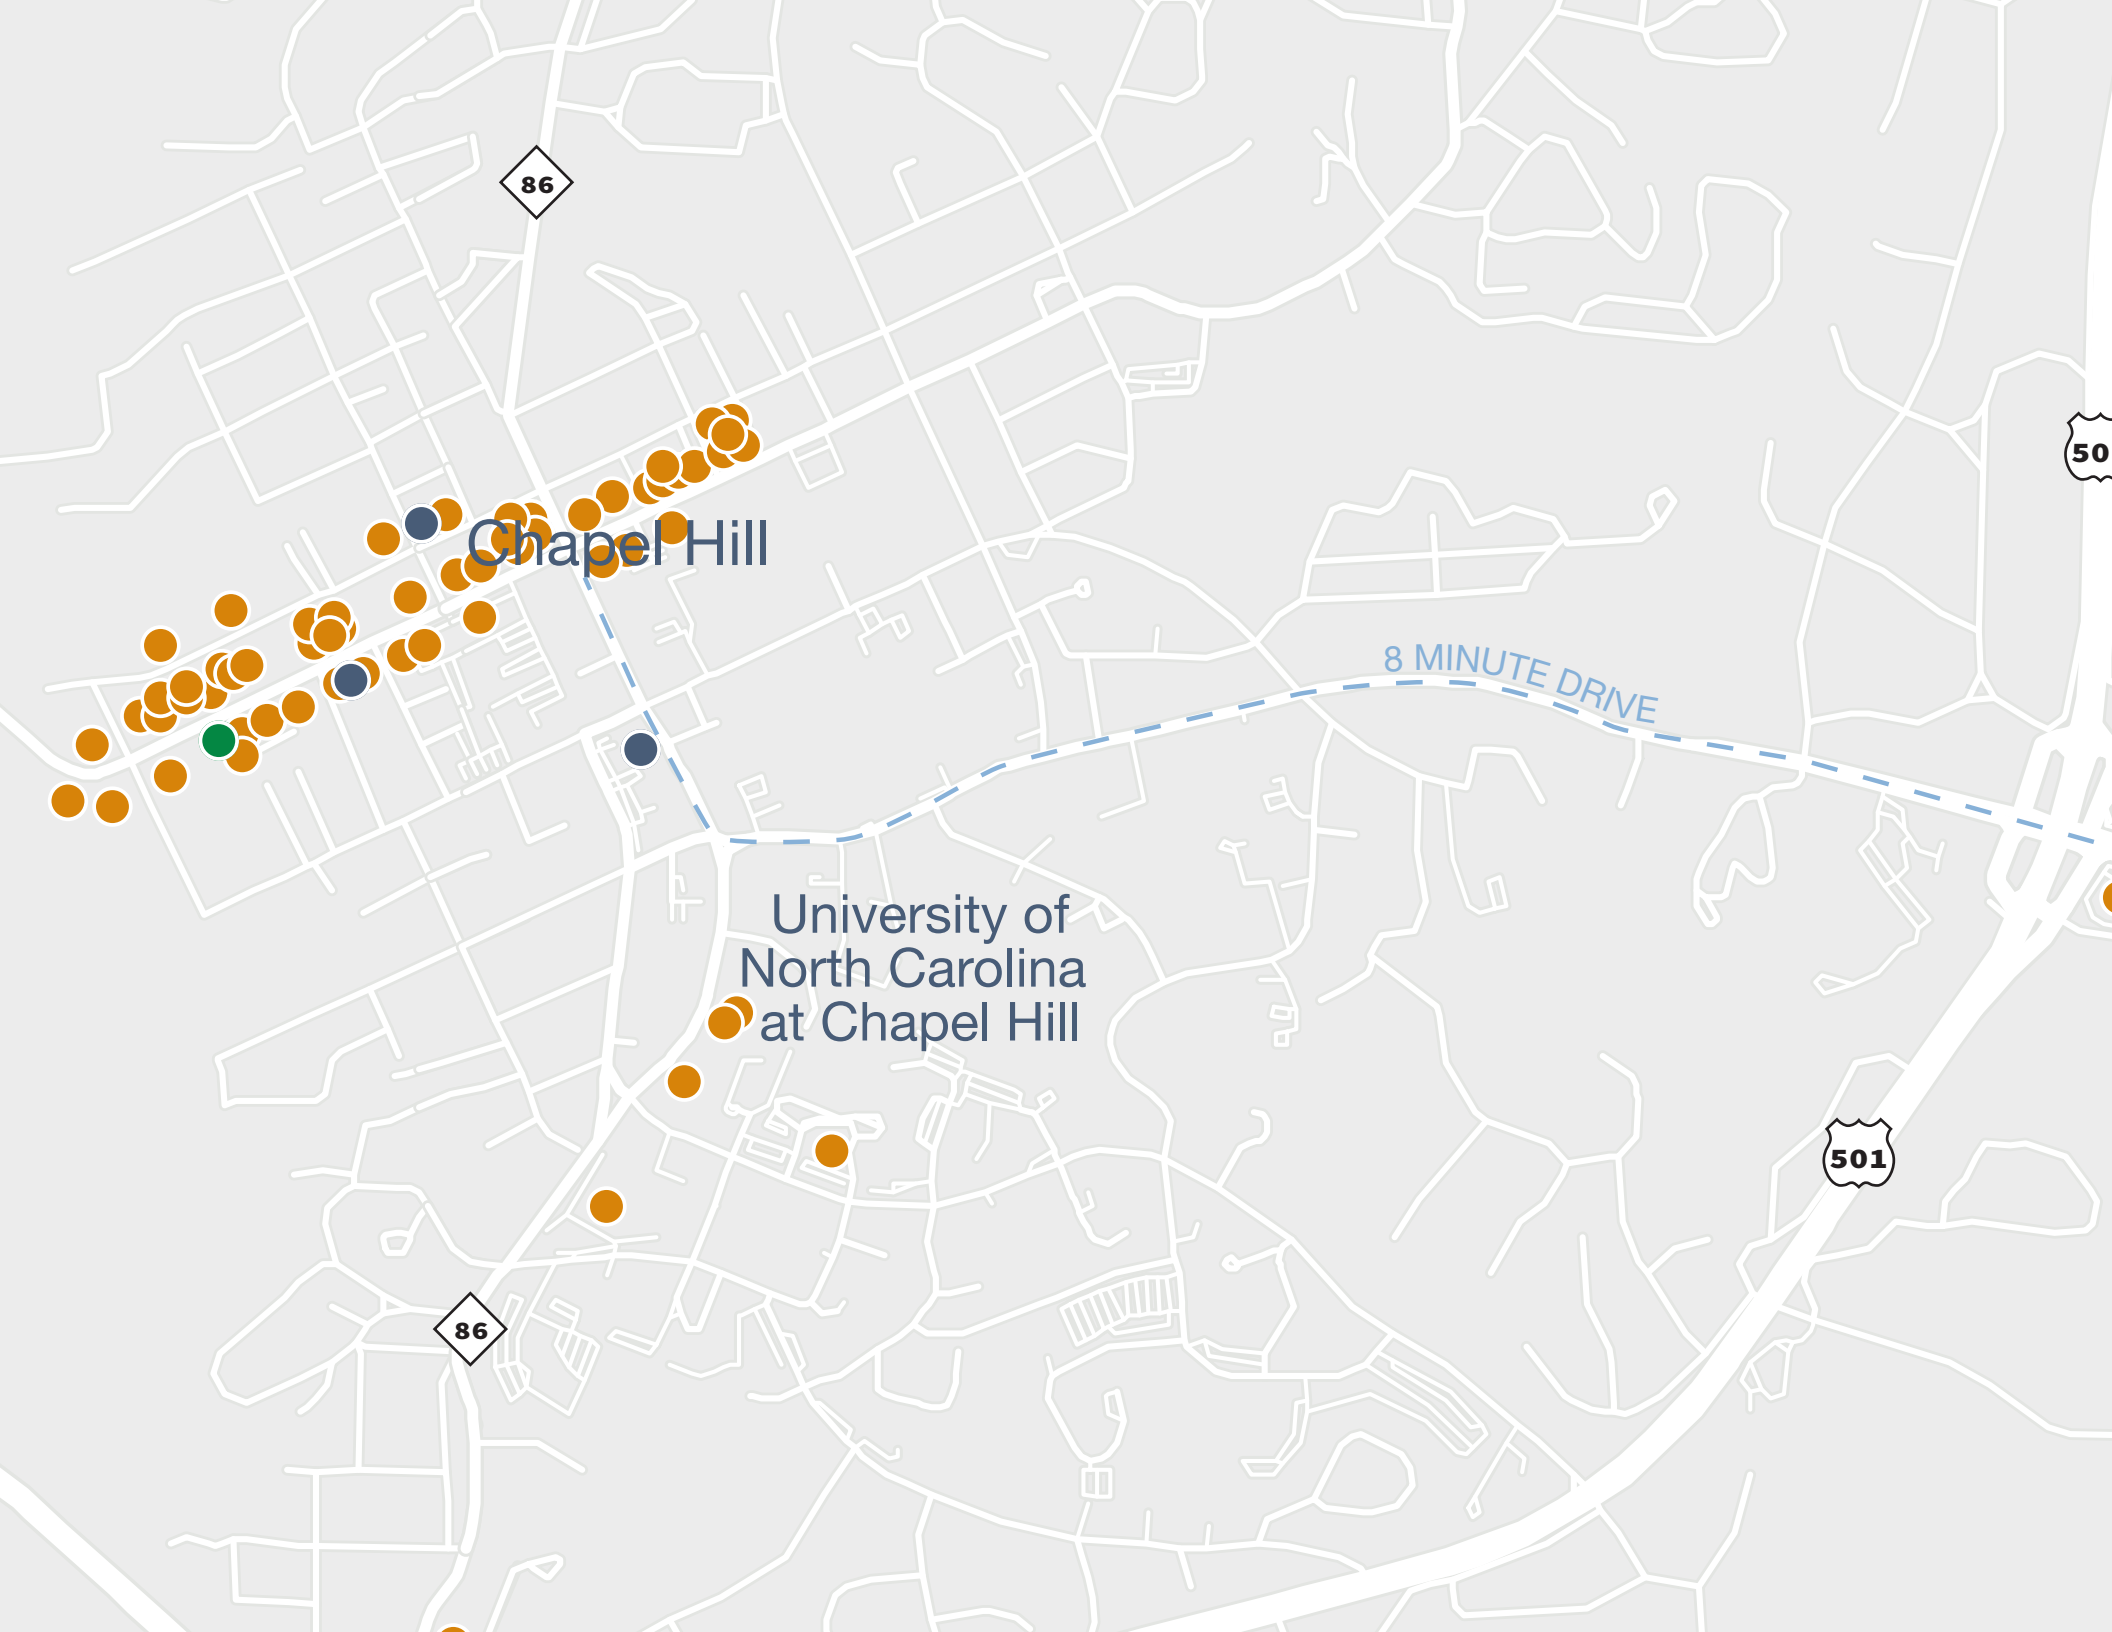 86
50
Chapel Hill
8 MINUTE DRIVE
University of
North Carolina
at Chapel Hill
501
86